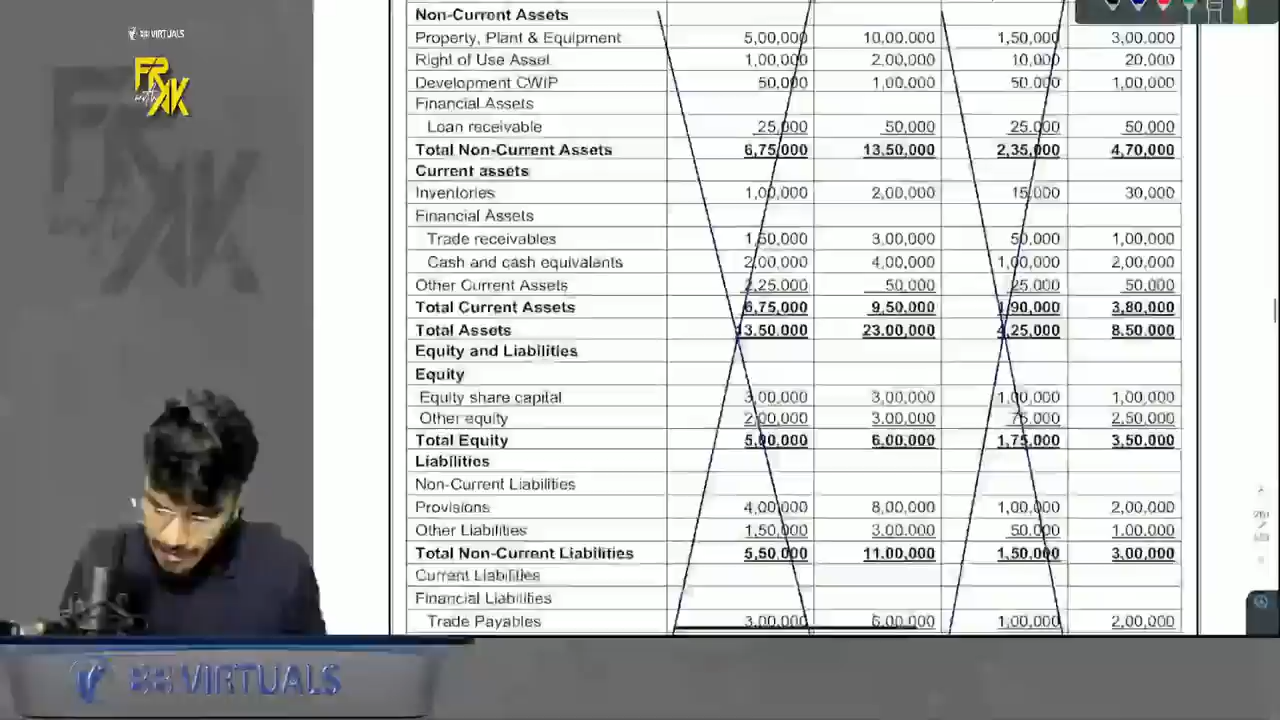 BB VIRTUALS
FR
with
AK
Non-Current Assets
Property, Plant & Equipment 5,00,000 10,00,000 1,50,000 3,00,000
Right of Use Asset 1,00,000 2,00,000 10,000 20,000
Development CWIP 50,000 1,00,000 50,000 1,00,000
Financial Assets
Loan receivable 25,000 50,000 25,000 50,000
Total Non-Current Assets 6,75,000 13,50,000 2,35,000 4,70,000
Current assets
Inventories 1,00,000 2,00,000 15,000 30,000
Financial Assets
Trade receivables 1,50,000 3,00,000 50,000 1,00,000
Cash and cash equivalents 2,00,000 4,00,000 1,00,000 2,00,000
Other Current Assets 2,25,000 50,000 25,000 50,000
Total Current Assets 6,75,000 9,50,000 1,90,000 3,80,000
Total Assets 13,50,000 23,00,000 4,25,000 8,50,000
Equity and Liabilities
Equity
Equity share capital 3,00,000 3,00,000 1,00,000 1,00,000
Other equity 2,00,000 3,00,000 75,000 2,50,000
Total Equity 5,00,000 6,00,000 1,75,000 3,50,000
Liabilities
Non-Current Liabilities
Provisions 4,00,000 8,00,000 1,00,000 2,00,000
Other Liabilities 1,50,000 3,00,000 50,000 1,00,000
Total Non-Current Liabilities 5,50,000 11,00,000 1,50,000 3,00,000
Current Liabilities
Financial Liabilities
Trade Payables 3,00,000 6,00,000 1,00,000 2,00,000
BB VIRTUALS